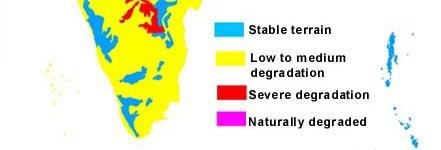 Stable terrain
Low to medium
degradation
Severe degradation
Naturally degraded